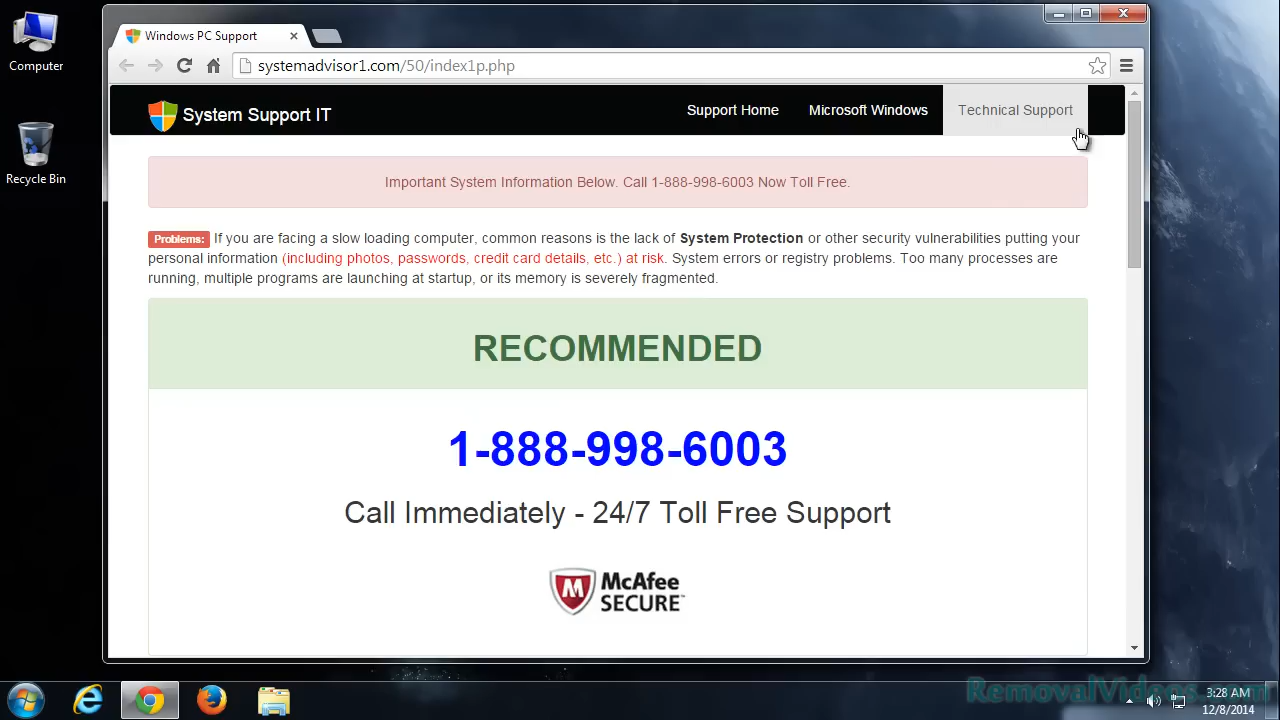 Computer
Recycle Bin
Windows PC Support
systemadvisor1.com/50/index1p.php
System Support IT
Support Home
Microsoft Windows
Technical Support
Important System Information Below. Call 1-888-998-6003 Now Toll Free.
Problems: If you are facing a slow loading computer, common reasons is the lack of System Protection or other security vulnerabilities putting your
personal information (including photos, passwords, credit card details, etc.) at risk. System errors or registry problems. Too many processes are
running, multiple programs are launching at startup, or its memory is severely fragmented.
RECOMMENDED
1-888-998-6003
Call Immediately - 24/7 Toll Free Support
McAfee
SECURE™
RemovalVideos.com
3:28 AM
12/8/2014